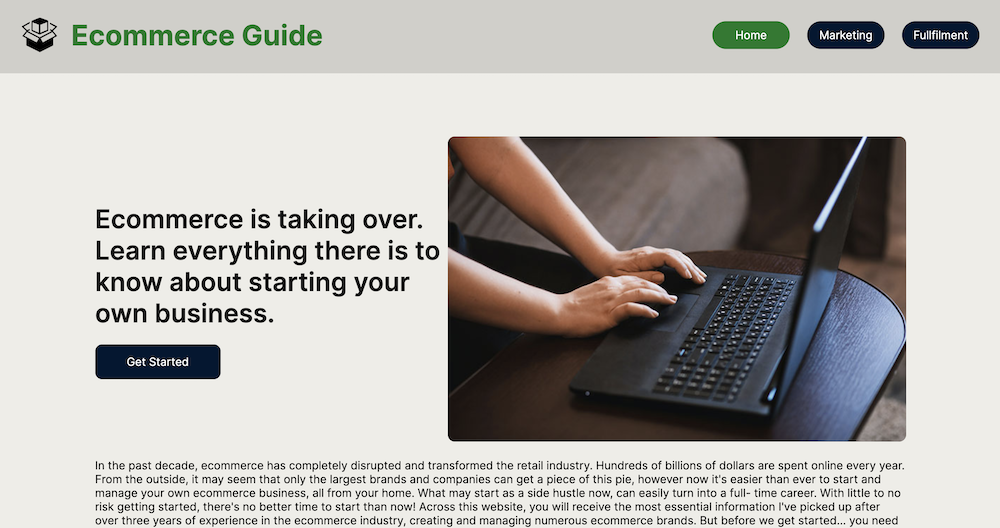 Ecommerce Guide
Home
Marketing
Fullfilment
Ecommerce is taking over.
Learn everything there is to
know about starting your
own business.
Get Started
In the past decade, ecommerce has completely disrupted and transformed the retail industry. Hundreds of billions of dollars are spent online every year.
From the outside, it may seem that only the largest brands and companies can get a piece of this pie, however now it's easier than ever to start and
manage your own ecommerce business, all from your home. What may start as a side hustle now, can easily turn into a full- time career. With little to no
risk getting started, there's no better time to start than now! Across this website, you will receive the most essential information I've picked up after
over three years of experience in the ecommerce industry, creating and managing numerous ecommerce brands. But before we get started... you need